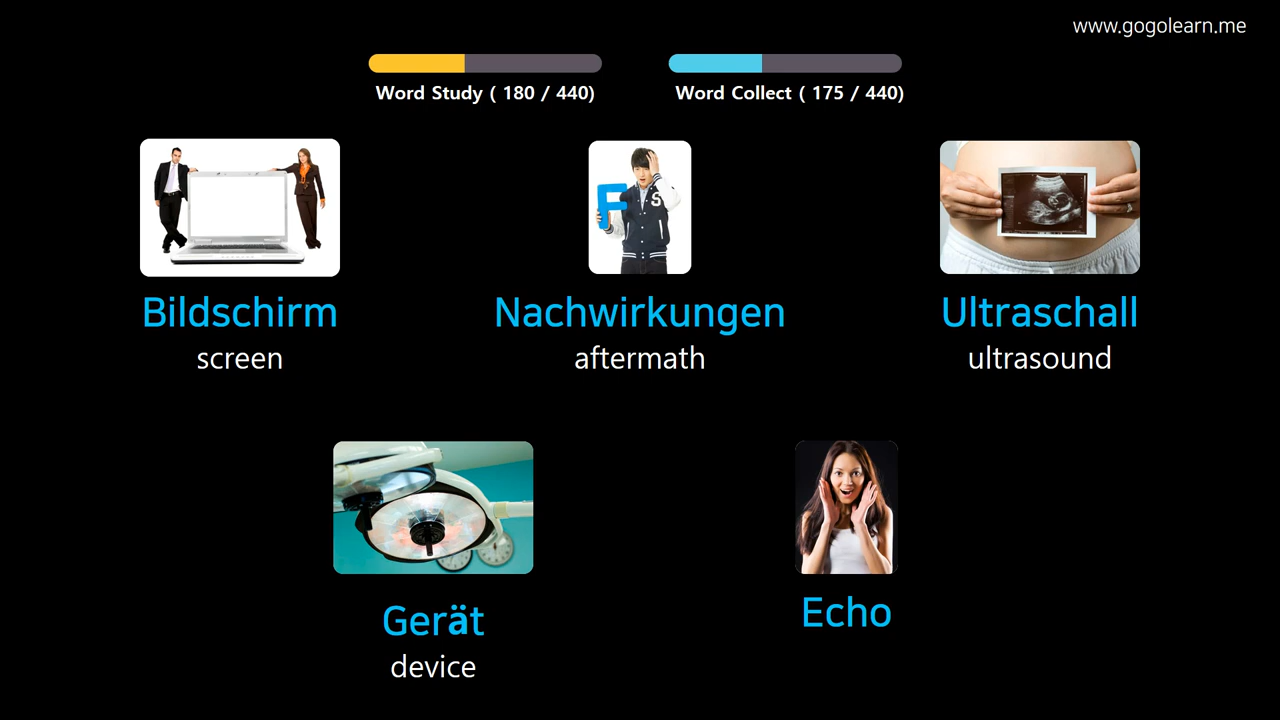 www.gogolearn.me
Word Study ( 180 / 440)
Word Collect ( 175 / 440)
F
S
Bildschirm
screen
Nachwirkungen
aftermath
Ultraschall
ultrasound
Gerät
device
Echo